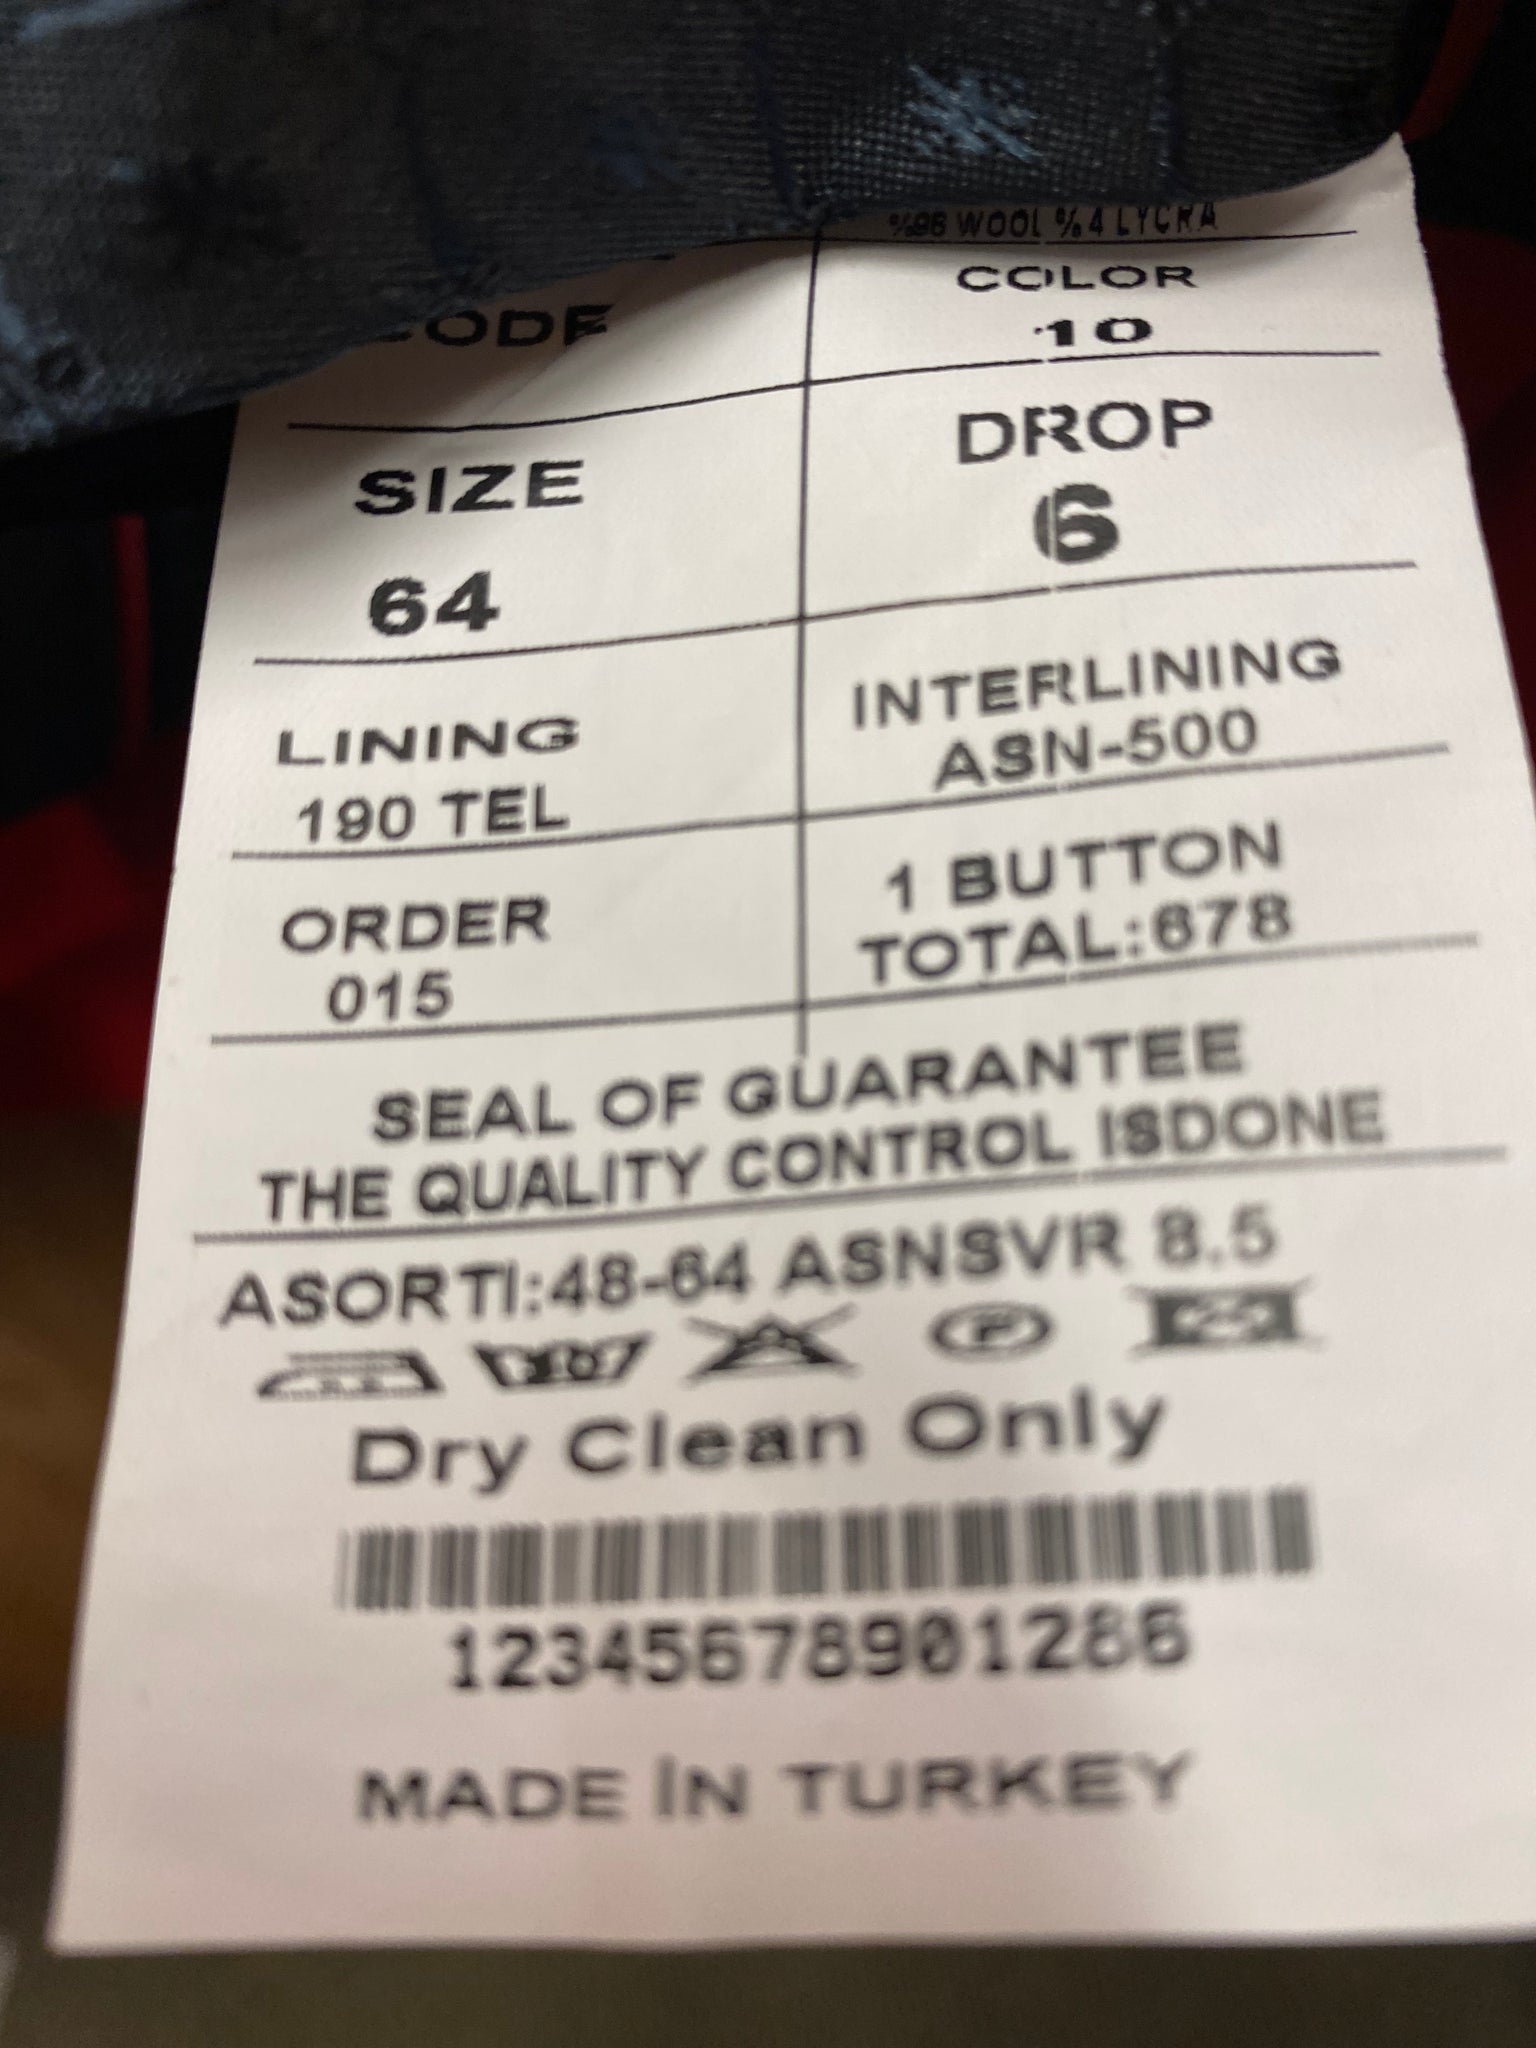 %96 WOOL %4 LYCRA
CODE
COLOR
10
SIZE
64
DROP
6
LINING
190 TEL
INTERLINING
ASN-500
ORDER
015
1 BUTTON
TOTAL:678
SEAL OF GUARANTEE
THE QUALITY CONTROL ISDONE
ASORTI:48-64 ASNSVR 8.5
P
Dry Clean Only
12345678901286
MADE İN TURKEY